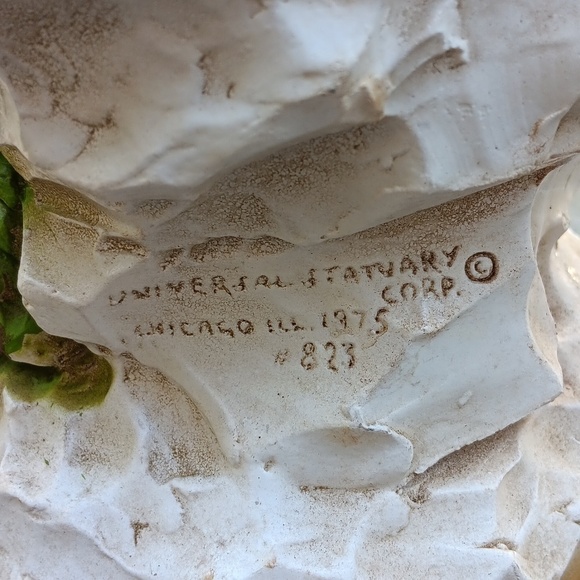 UNIVERSAL STATUARY ©
CORP.
CHICAGO ILL. 1975
# 823